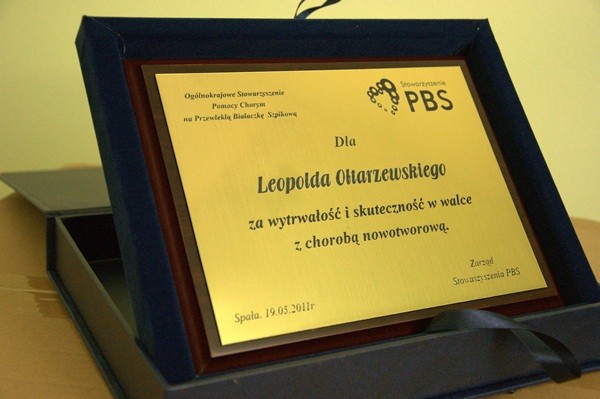 Ogólnokrajowe Stowarzyszenie
Pomocy Chorym
na Przewlekłą Białaczkę Szpikową
Stowarzyszenie
PBS
Dla
Leopolda Ołtarzewskiego
za wytrwałość i skuteczność w walce
z chorobą nowotworową.
Zarząd
Stowarzyszenia PBS
Spała. 19.05.2011r